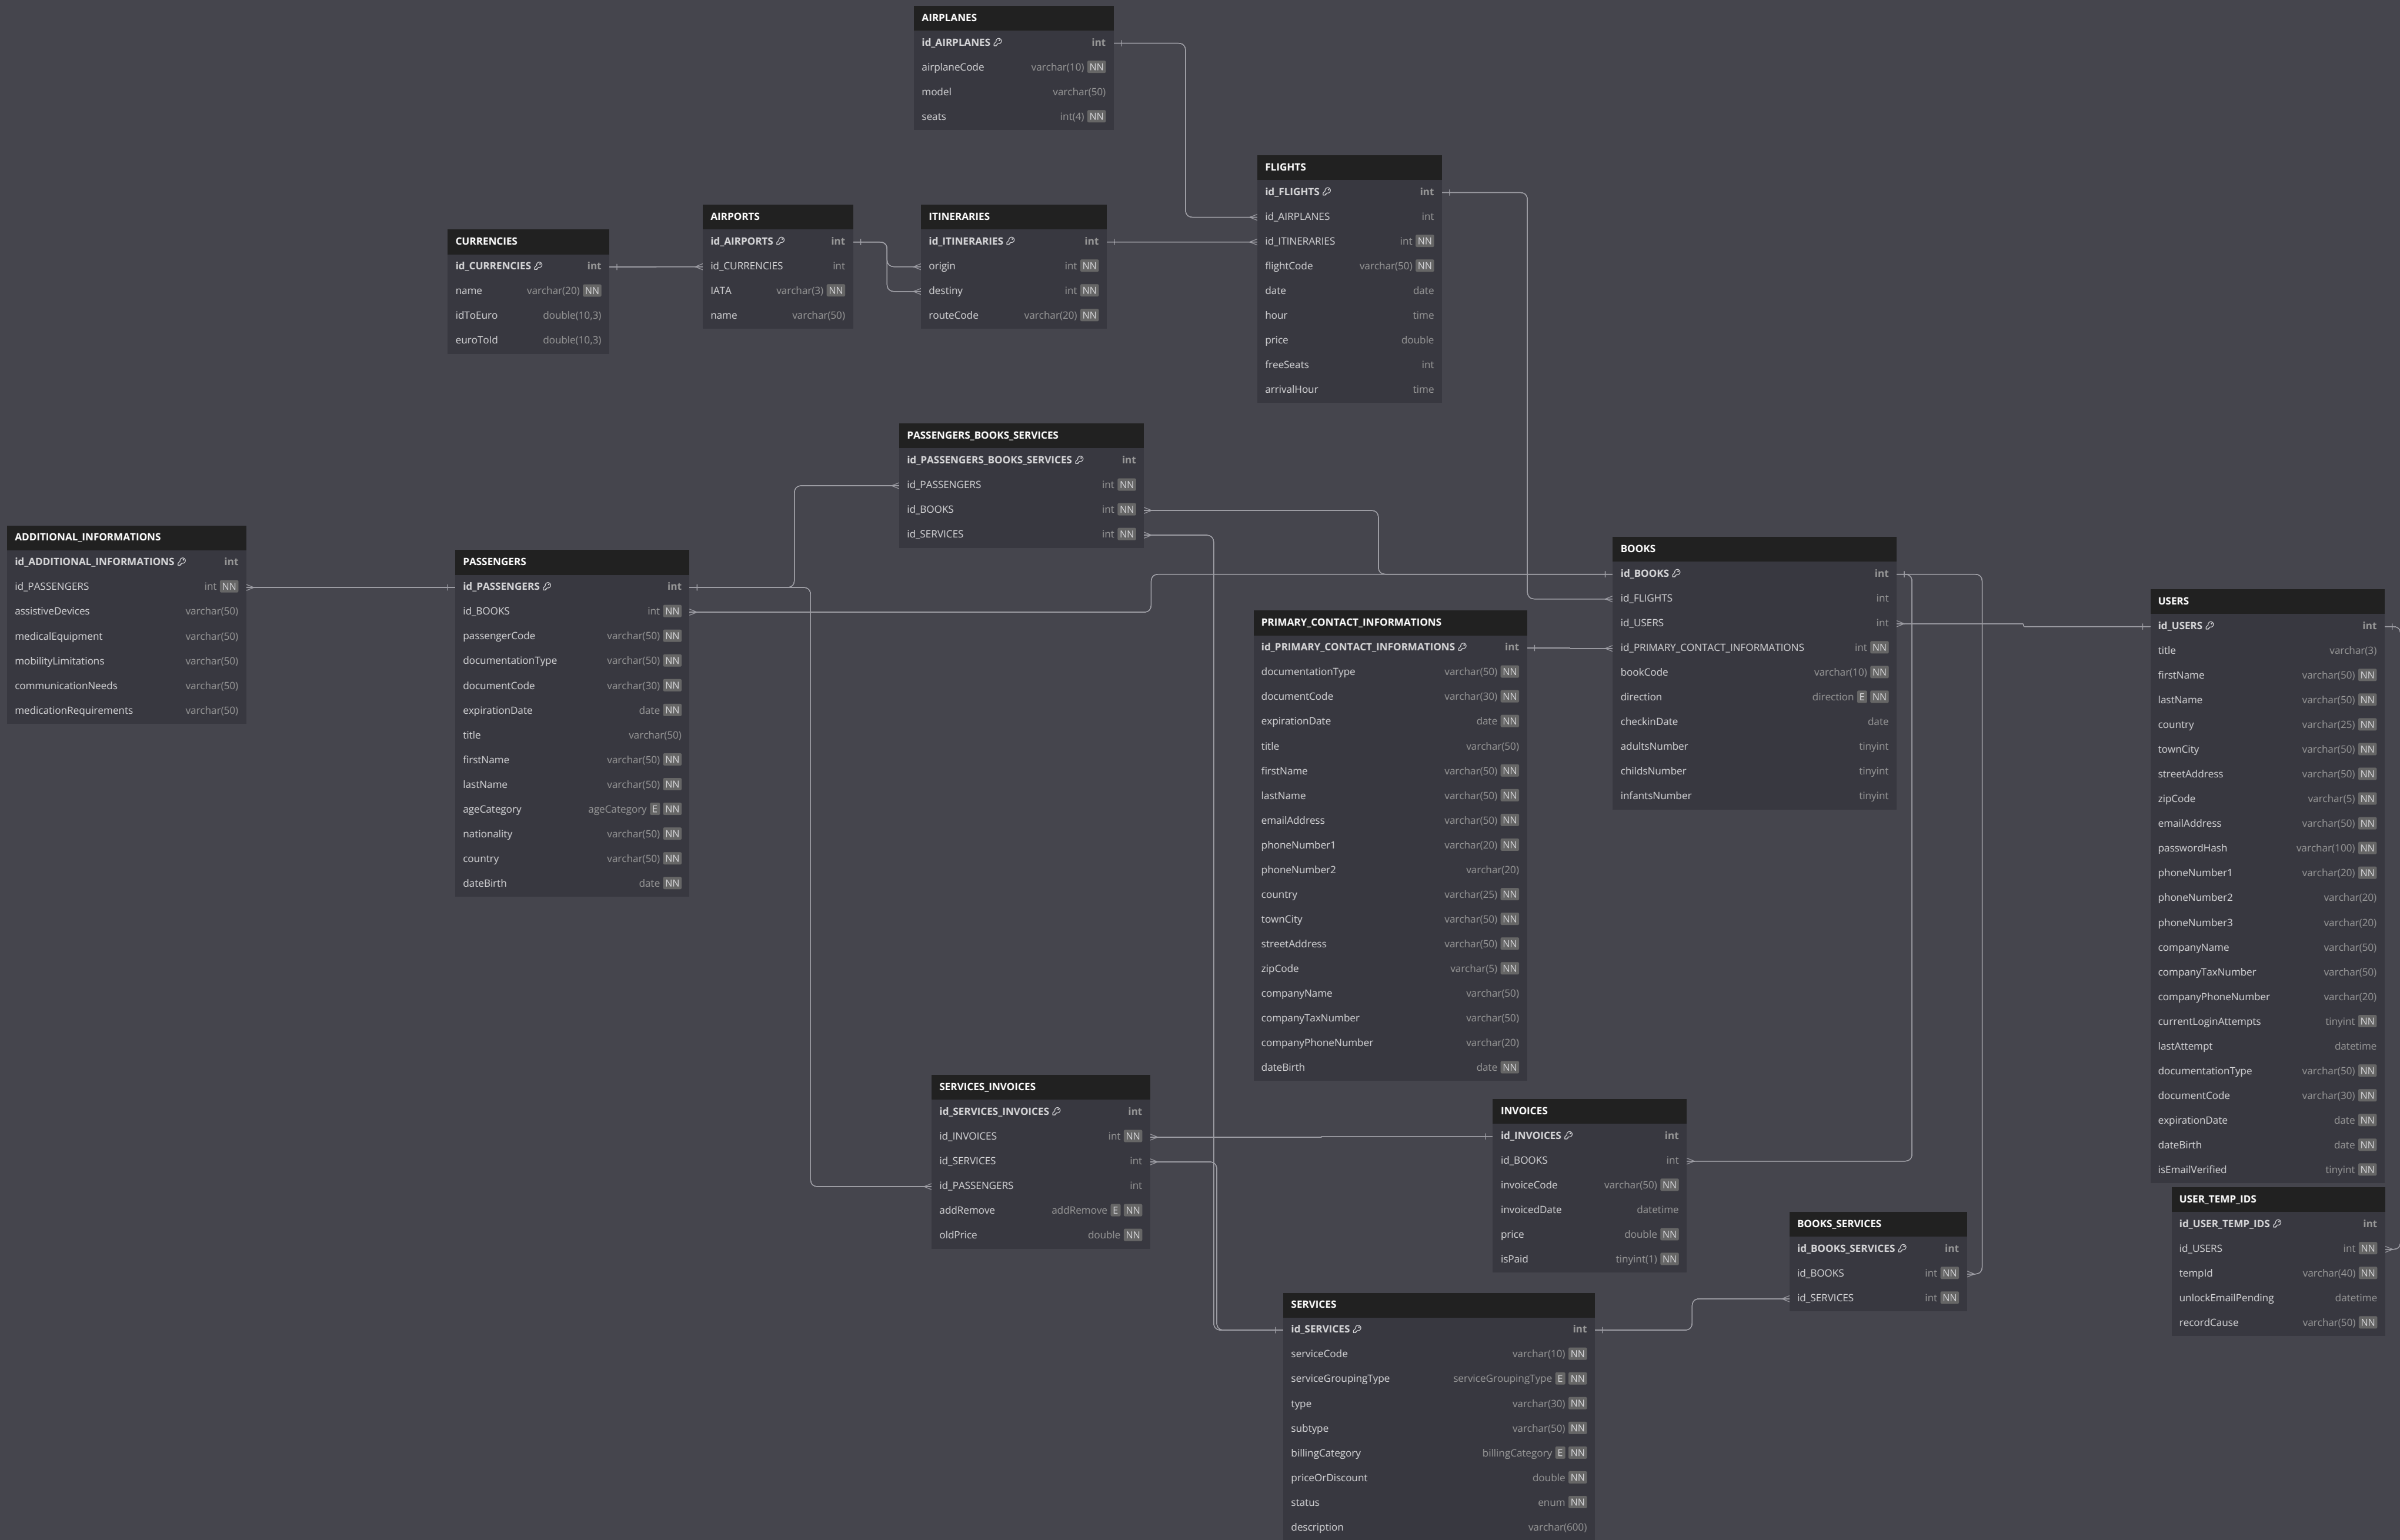 AIRPLANES
id_AIRPLANES int
airplaneCode varchar(10) NN
model varchar(50)
seats int(4) NN
FLIGHTS
id_FLIGHTS int
id_AIRPLANES int
id_ITINERARIES int NN
flightCode varchar(50) NN
date date
hour time
price double
freeSeats int
arrivalHour time
CURRENCIES
id_CURRENCIES int
name varchar(20) NN
idToEuro double(10,3)
euroToId double(10,3)
AIRPORTS
id_AIRPORTS int
id_CURRENCIES int
IATA varchar(3) NN
name varchar(50)
ITINERARIES
id_ITINERARIES int
origin int NN
destiny int NN
routeCode varchar(20) NN
PASSENGERS_BOOKS_SERVICES
id_PASSENGERS_BOOKS_SERVICES int
id_PASSENGERS int NN
id_BOOKS int NN
id_SERVICES int NN
ADDITIONAL_INFORMATIONS
id_ADDITIONAL_INFORMATIONS int
id_PASSENGERS int NN
assistiveDevices varchar(50)
medicalEquipment varchar(50)
mobilityLimitations varchar(50)
communicationNeeds varchar(50)
medicationRequirements varchar(50)
PASSENGERS
id_PASSENGERS int
id_BOOKS int NN
passengerCode varchar(50) NN
documentationType varchar(50) NN
documentCode varchar(30) NN
expirationDate date NN
title varchar(50)
firstName varchar(50) NN
lastName varchar(50) NN
ageCategory ageCategory E NN
nationality varchar(50) NN
country varchar(50) NN
dateBirth date NN
BOOKS
id_BOOKS int
id_FLIGHTS int
id_USERS int
id_PRIMARY_CONTACT_INFORMATIONS int NN
bookCode varchar(10) NN
direction direction E NN
checkinDate date
adultsNumber tinyint
childsNumber tinyint
infantsNumber tinyint
PRIMARY_CONTACT_INFORMATIONS
id_PRIMARY_CONTACT_INFORMATIONS int
documentationType varchar(50) NN
documentCode varchar(30) NN
expirationDate date NN
title varchar(50)
firstName varchar(50) NN
lastName varchar(50) NN
emailAddress varchar(50) NN
phoneNumber1 varchar(20) NN
phoneNumber2 varchar(20)
country varchar(25) NN
townCity varchar(50) NN
streetAddress varchar(50) NN
zipCode varchar(5) NN
companyName varchar(50)
companyTaxNumber varchar(50)
companyPhoneNumber varchar(20)
dateBirth date NN
USERS
id_USERS int
title varchar(3)
firstName varchar(50) NN
lastName varchar(50) NN
country varchar(25) NN
townCity varchar(50) NN
streetAddress varchar(50) NN
zipCode varchar(5) NN
emailAddress varchar(50) NN
passwordHash varchar(100) NN
phoneNumber1 varchar(20) NN
phoneNumber2 varchar(20)
phoneNumber3 varchar(20)
companyName varchar(50)
companyTaxNumber varchar(50)
companyPhoneNumber varchar(20)
currentLoginAttempts tinyint NN
lastAttempt datetime
documentationType varchar(50) NN
documentCode varchar(30) NN
expirationDate date NN
dateBirth date NN
isEmailVerified tinyint NN
SERVICES_INVOICES
id_SERVICES_INVOICES int
id_INVOICES int NN
id_SERVICES int
id_PASSENGERS int
addRemove addRemove E NN
oldPrice double NN
INVOICES
id_INVOICES int
id_BOOKS int
invoiceCode varchar(50) NN
invoicedDate datetime
price double NN
isPaid tinyint(1) NN
USER_TEMP_IDS
id_USER_TEMP_IDS int
id_USERS int NN
tempId varchar(40) NN
unlockEmailPending datetime
recordCause varchar(50) NN
BOOKS_SERVICES
id_BOOKS_SERVICES int
id_BOOKS int NN
id_SERVICES int NN
SERVICES
id_SERVICES int
serviceCode varchar(10) NN
serviceGroupingType serviceGroupingType E NN
type varchar(30) NN
subtype varchar(50) NN
billingCategory billingCategory E NN
priceOrDiscount double NN
status enum NN
description varchar(600)